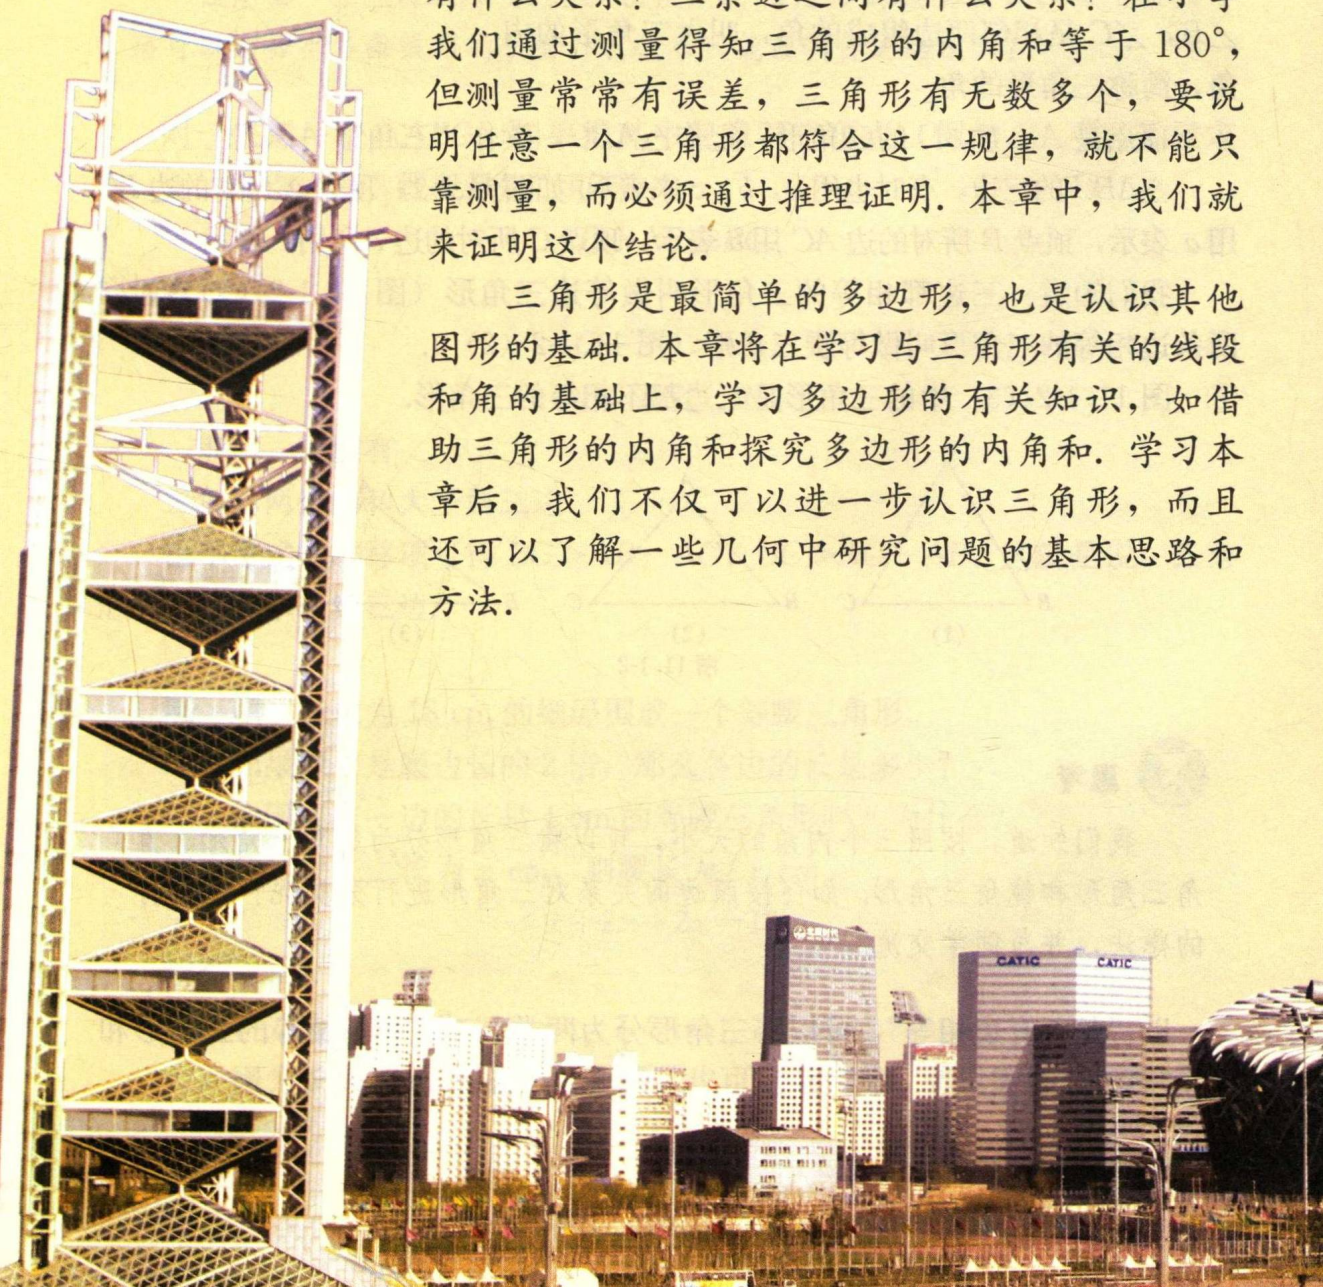 我们通过测量得知三角形的内角和等于 180°，
但测量常常有误差，三角形有无数多个，要说
明任意一个三角形都符合这一规律，就不能只
靠测量，而必须通过推理证明. 本章中，我们就
来证明这个结论.
三角形是最简单的多边形，也是认识其他
图形的基础. 本章将在学习与三角形有关的线段
和角的基础上，学习多边形的有关知识，如借
助三角形的内角和探究多边形的内角和. 学习本
章后，我们不仅可以进一步认识三角形，而且
还可以了解一些几何中研究问题的基本思路和
方法.
北辰时代
CATIC
CATIC